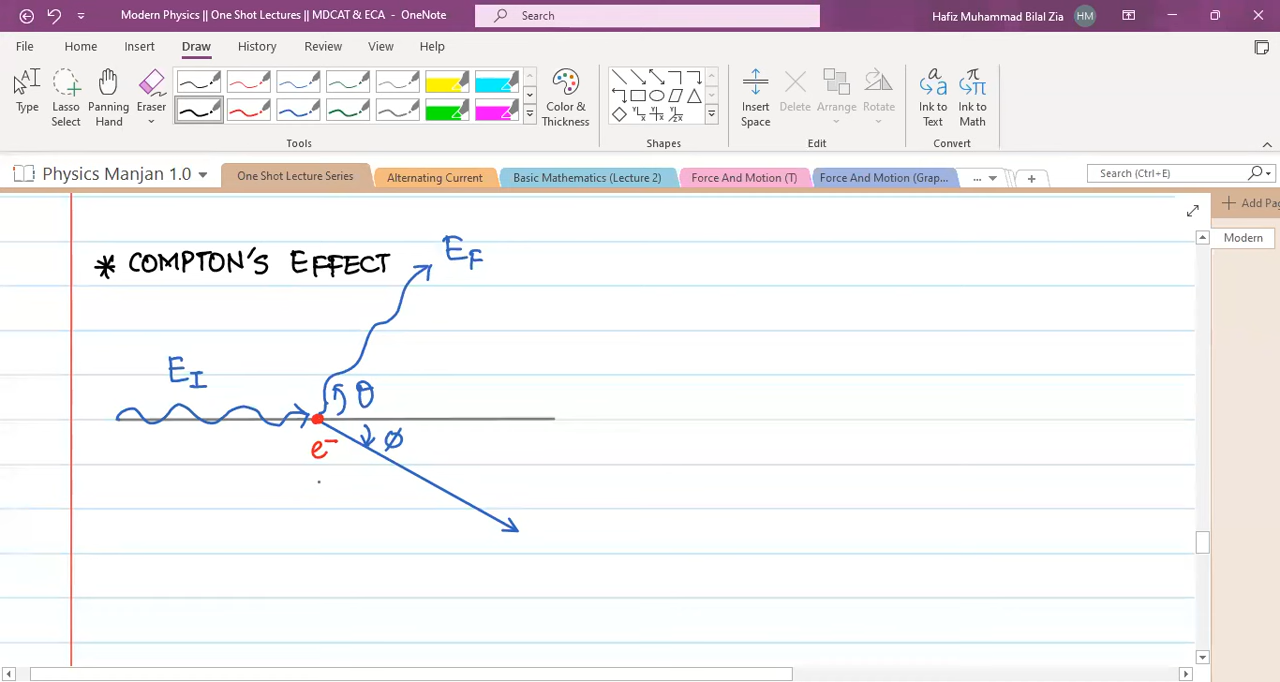 Modern Physics || One Shot Lectures || MDCAT & ECA - OneNote
Search
Hafiz Muhammad Bilal Zia
HM
File
Home
Insert
Draw
History
Review
View
Help
Type
Lasso Select
Panning Hand
Eraser
Color & Thickness
Insert Space
Delete
Arrange
Rotate
Ink to Text
Ink to Math
Tools
Shapes
Edit
Convert
Physics Manjan 1.0
One Shot Lecture Series
Alternating Current
Basic Mathematics (Lecture 2)
Force And Motion (T)
Force And Motion (Grap...
...
Search (Ctrl+E)
Add Pag
Modern
* COMPTON'S EFFECT
E_F
E_I
θ
φ
e⁻